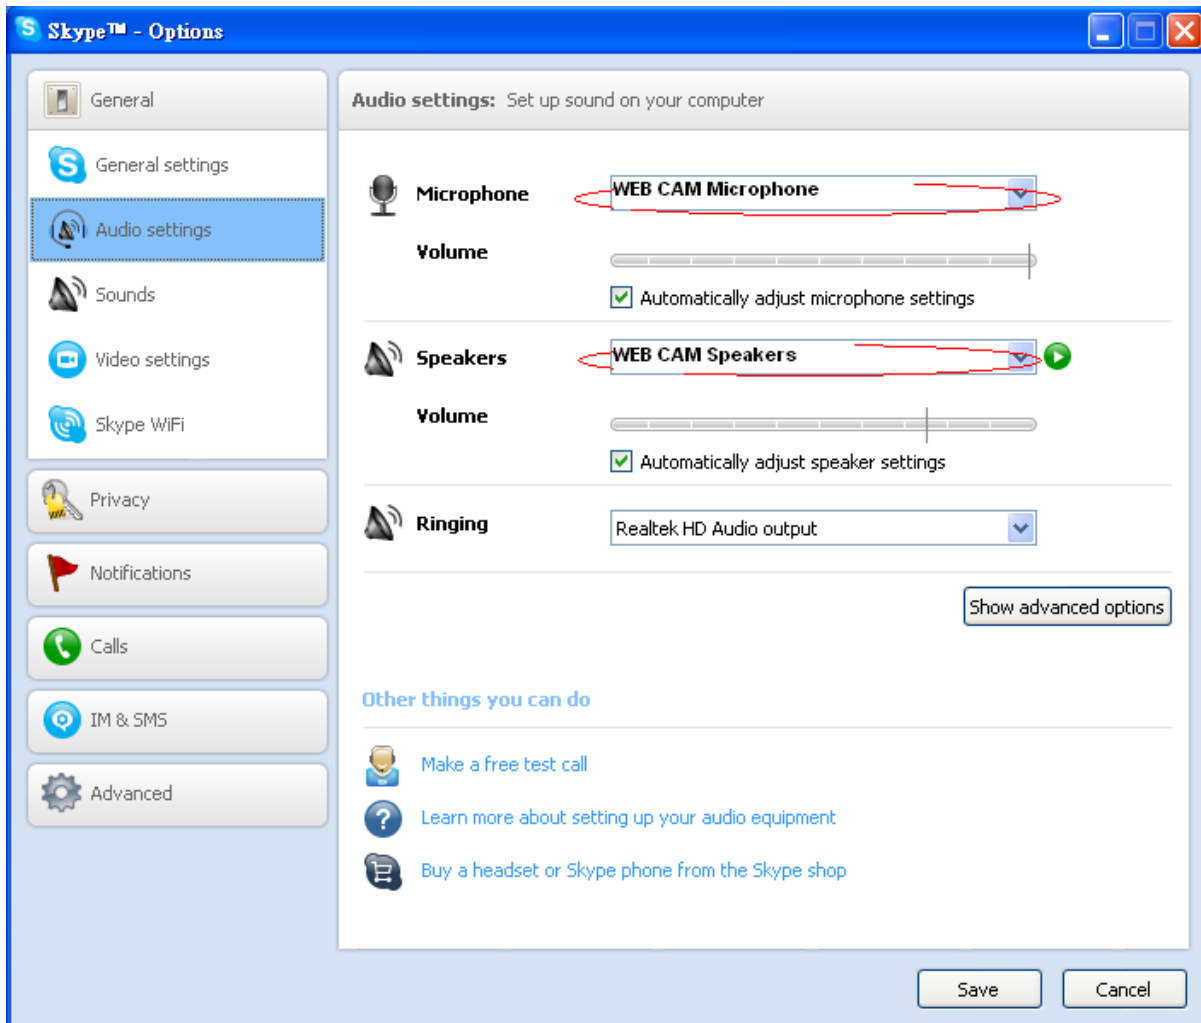 Skype™ - Options
General
General settings
Audio settings
Sounds
Video settings
Skype WiFi
Privacy
Notifications
Calls
IM & SMS
Advanced
Audio settings: Set up sound on your computer
Microphone WEB CAM Microphone
Volume
Automatically adjust microphone settings
Speakers WEB CAM Speakers
Volume
Automatically adjust speaker settings
Ringing Realtek HD Audio output
Show advanced options
Other things you can do
Make a free test call
Learn more about setting up your audio equipment
Buy a headset or Skype phone from the Skype shop
Save Cancel